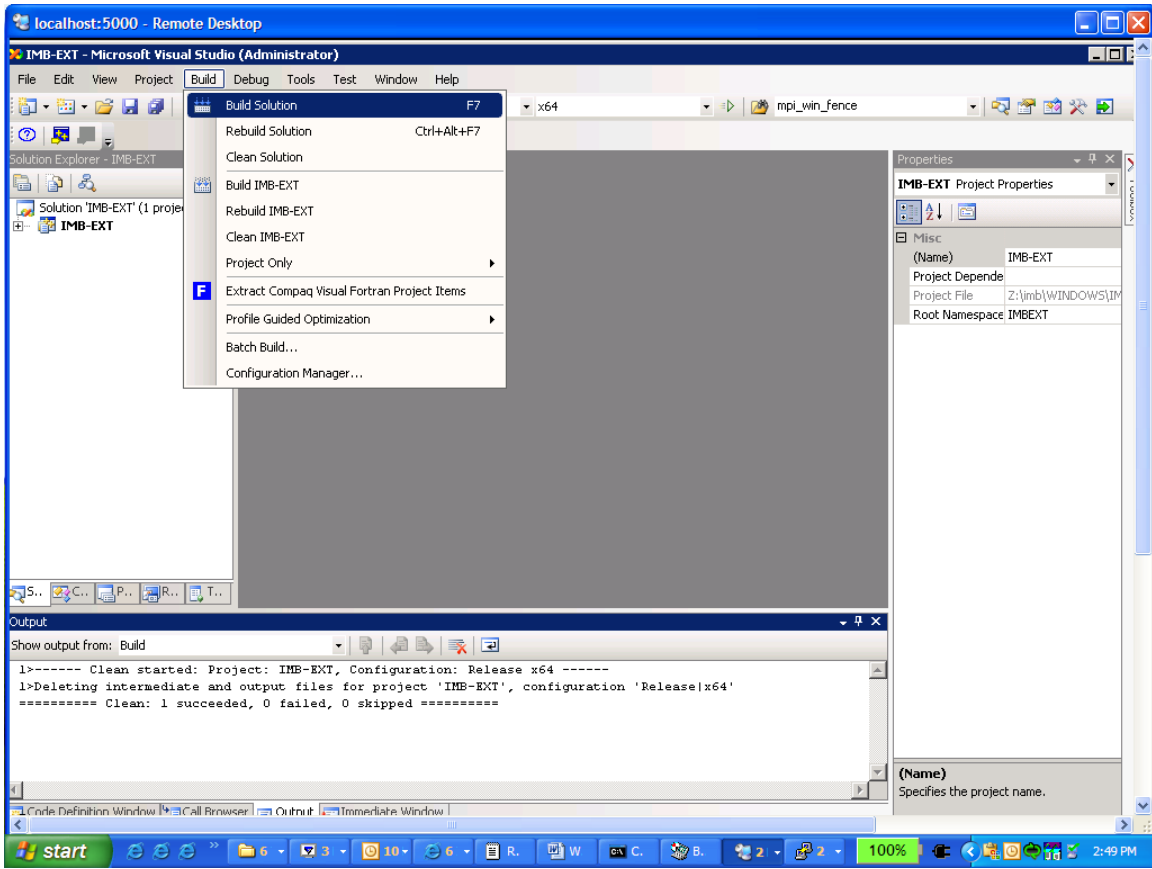 localhost:5000 - Remote Desktop
IMB-EXT - Microsoft Visual Studio (Administrator)
File Edit View Project Build Debug Tools Test Window Help
x64 mpi_win_fence
Build Solution F7
Rebuild Solution Ctrl+Alt+F7
Clean Solution
Build IMB-EXT
Rebuild IMB-EXT
Clean IMB-EXT
Project Only
Extract Compaq Visual Fortran Project Items
Profile Guided Optimization
Batch Build...
Configuration Manager...
Solution Explorer - IMB-EXT
Solution 'IMB-EXT' (1 proje
IMB-EXT
S.. C.. P.. R.. T..
Properties
IMB-EXT Project Properties
Misc
(Name) IMB-EXT
Project Depende
Project File Z:\imb\WINDOWS\IM
Root Namespace IMBEXT
(Name)
Specifies the project name.
Toolbox
Output
Show output from: Build
1>------ Clean started: Project: IMB-EXT, Configuration: Release x64 ------
1>Deleting intermediate and output files for project 'IMB-EXT', configuration 'Release|x64'
========== Clean: 1 succeeded, 0 failed, 0 skipped ==========
Code Definition Window Call Browser Output Immediate Window
start 6 3 10 6 R. W C. B. 2 2 100% 2:49 PM